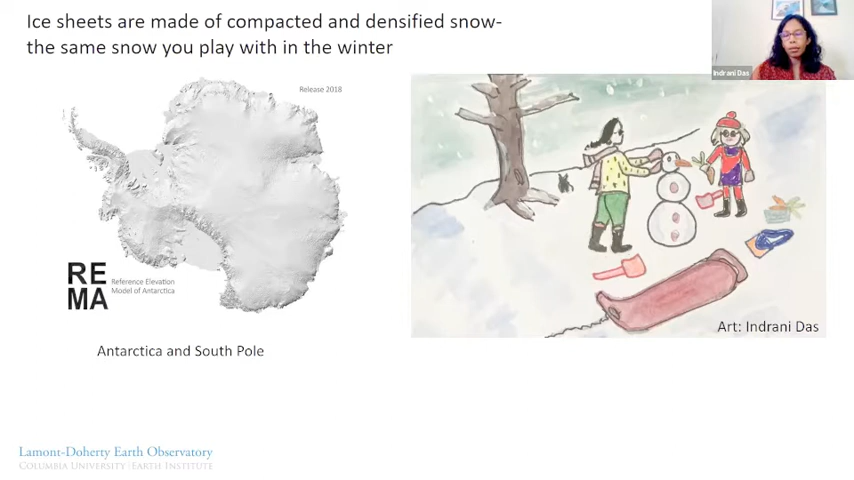 Ice sheets are made of compacted and densified snow-
the same snow you play with in the winter
Indrani Das
Release 2018
RE
MA
Reference Elevation
Model of Antarctica
Art: Indrani Das
Antarctica and South Pole
Lamont-Doherty Earth Observatory
COLUMBIA UNIVERSITY | EARTH INSTITUTE